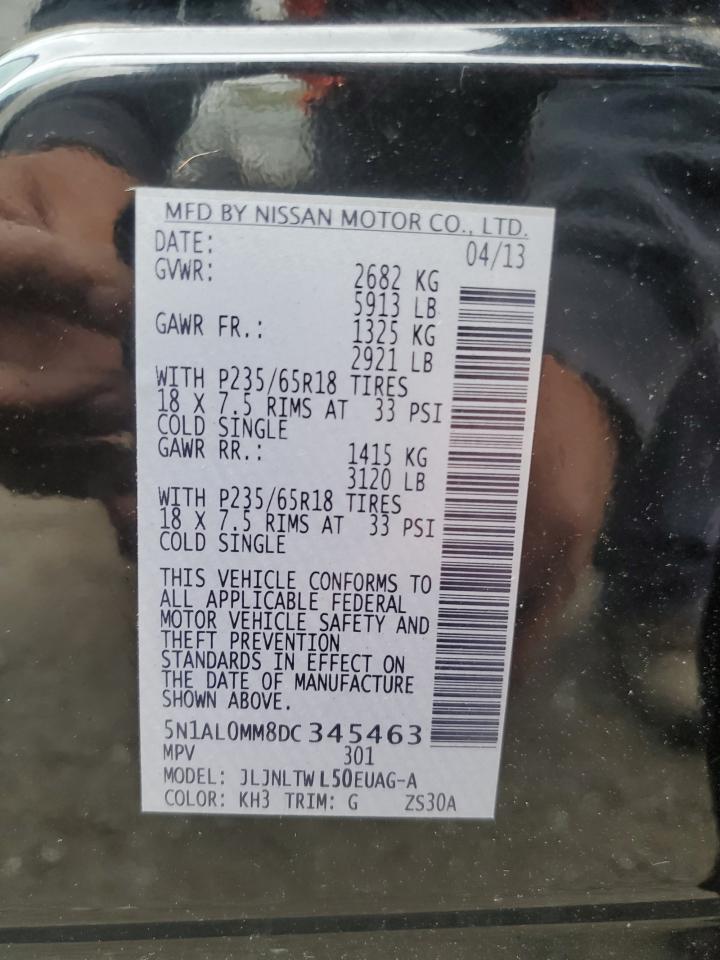 MFD BY NISSAN MOTOR CO., LTD.
DATE: 04/13
GVWR: 2682 KG
5913 LB
GAWR FR.: 1325 KG
2921 LB
WITH P235/65R18 TIRES
18 X 7.5 RIMS AT 33 PSI
COLD SINGLE
GAWR RR.: 1415 KG
3120 LB
WITH P235/65R18 TIRES
18 X 7.5 RIMS AT 33 PSI
COLD SINGLE
THIS VEHICLE CONFORMS TO
ALL APPLICABLE FEDERAL
MOTOR VEHICLE SAFETY AND
THEFT PREVENTION
STANDARDS IN EFFECT ON
THE DATE OF MANUFACTURE
SHOWN ABOVE.
5N1AL0MM8DC 345463
MPV 301
MODEL: JLJNLTW L50EUAG-A
COLOR: KH3 TRIM: G ZS30A